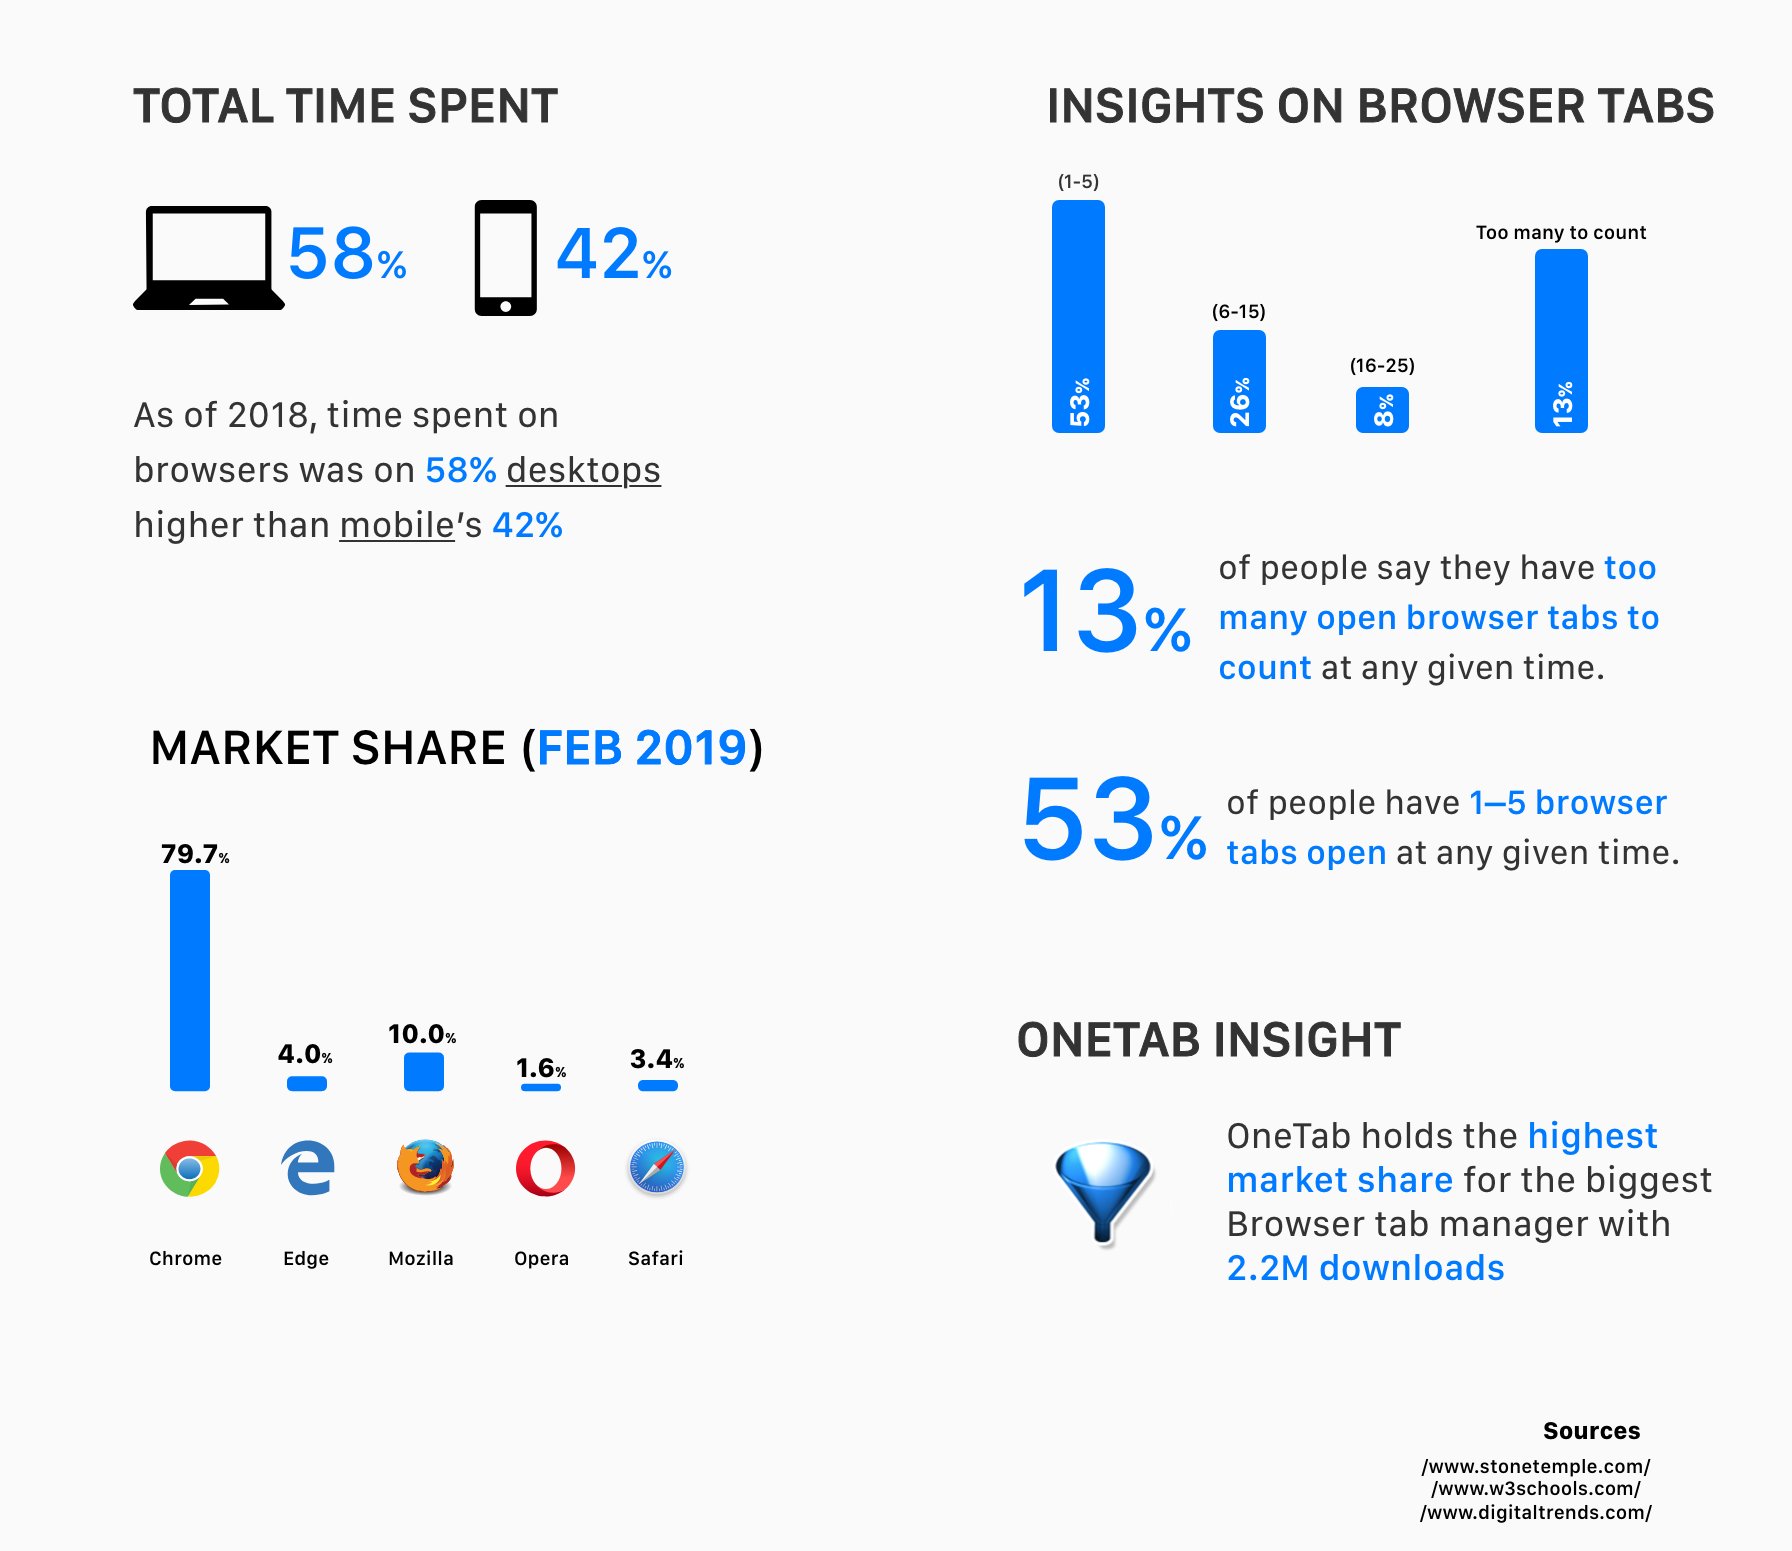 TOTAL TIME SPENT
58%
42%
As of 2018, time spent on
browsers was on 58% desktops
higher than mobile’s 42%
MARKET SHARE (FEB 2019)
79.7%
4.0%
10.0%
1.6%
3.4%
Chrome
Edge
Mozilla
Opera
Safari
INSIGHTS ON BROWSER TABS
(1-5)
53%
(6-15)
26%
(16-25)
8%
Too many to count
13%
13%
of people say they have too
many open browser tabs to
count at any given time.
53%
of people have 1–5 browser
tabs open at any given time.
ONETAB INSIGHT
OneTab holds the highest
market share for the biggest
Browser tab manager with
2.2M downloads
Sources
/www.stonetemple.com/
/www.w3schools.com/
/www.digitaltrends.com/